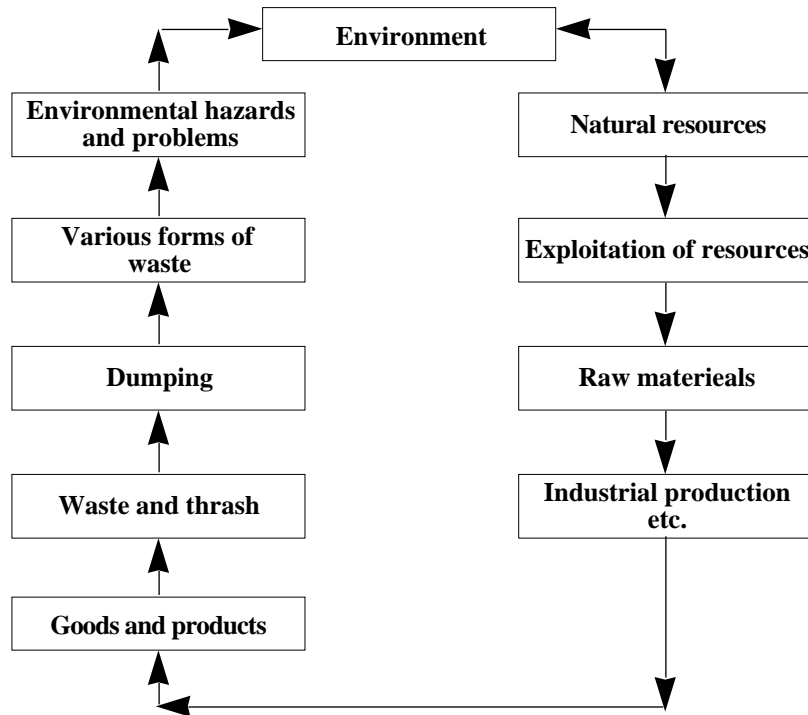 Environment
Environmental hazards
and problems
Natural resources
Various forms of
waste
Exploitation of resources
Dumping
Raw materieals
Waste and thrash
Industrial production
etc.
Goods and products